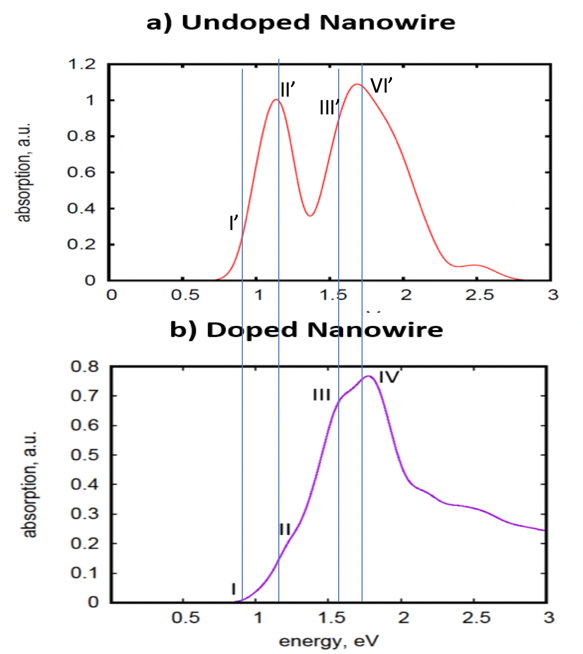 a) Undoped Nanowire
1.2
1
0.8
0.6
0.4
0.2
0
absorption, a.u.
I’
II’
III’
VI’
0 0.5 1 1.5 2 2.5 3
b) Doped Nanowire
0.8
0.7
0.6
0.5
0.4
0.3
0.2
0.1
0
absorption, a.u.
I
II
III
IV
0.5 1 1.5 2 2.5 3
energy, eV